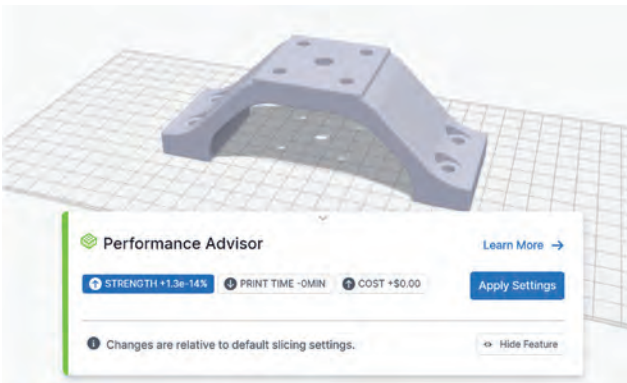 Performance Advisor
Learn More →
STRENGTH +1.3e-14% PRINT TIME -0MIN COST +$0.00
Apply Settings
Changes are relative to default slicing settings.
Hide Feature